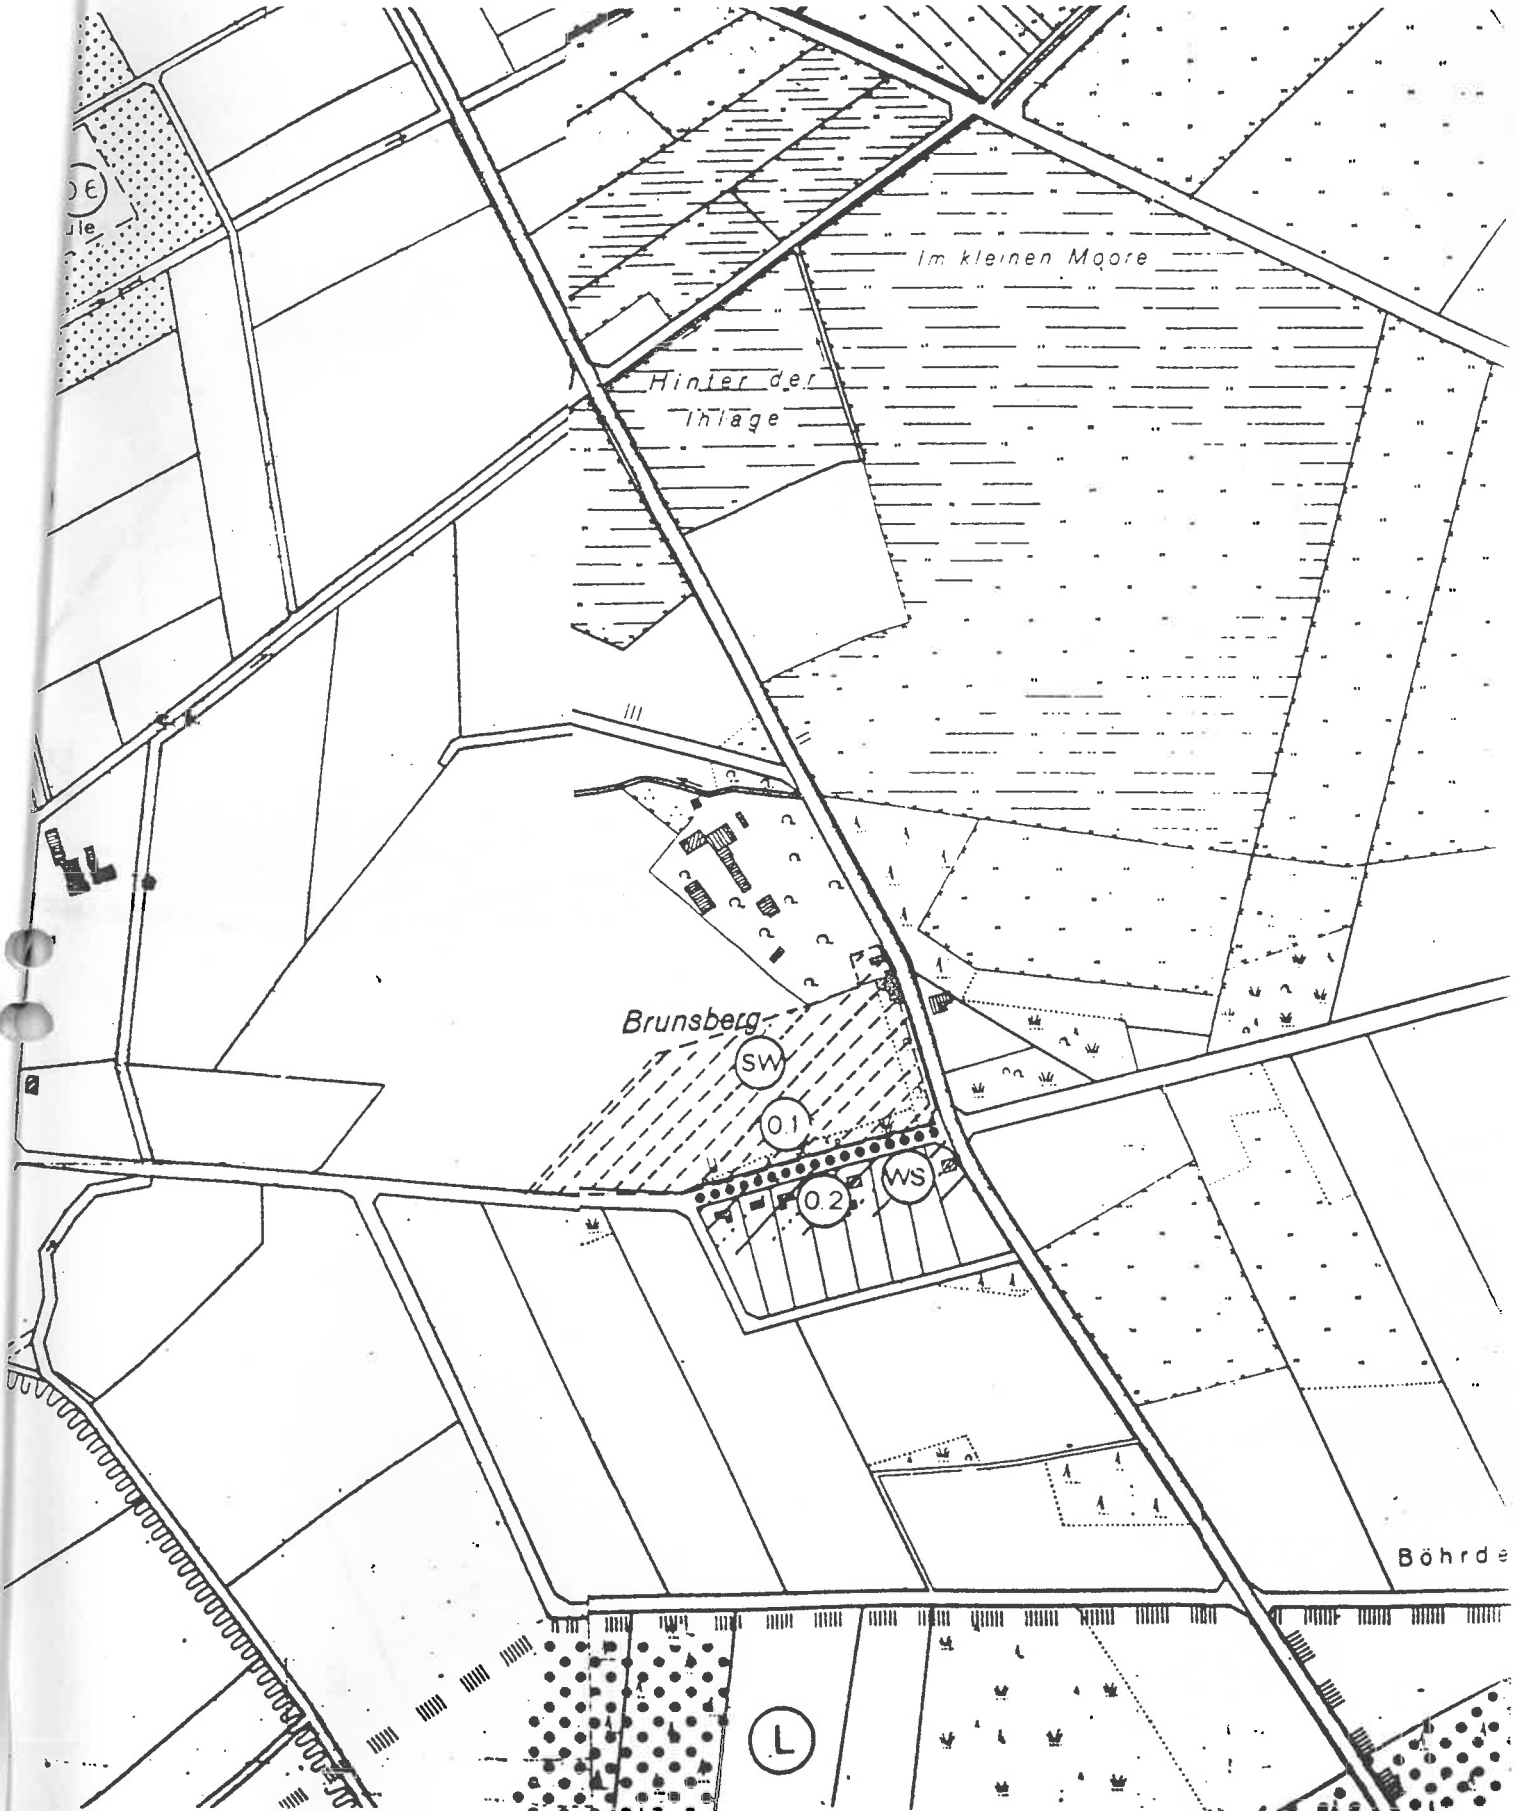 Im kleinen Moore
Hinter der
Ihlage
Brunsberg
SW
0.1
WS
0.2
Böhrde
L